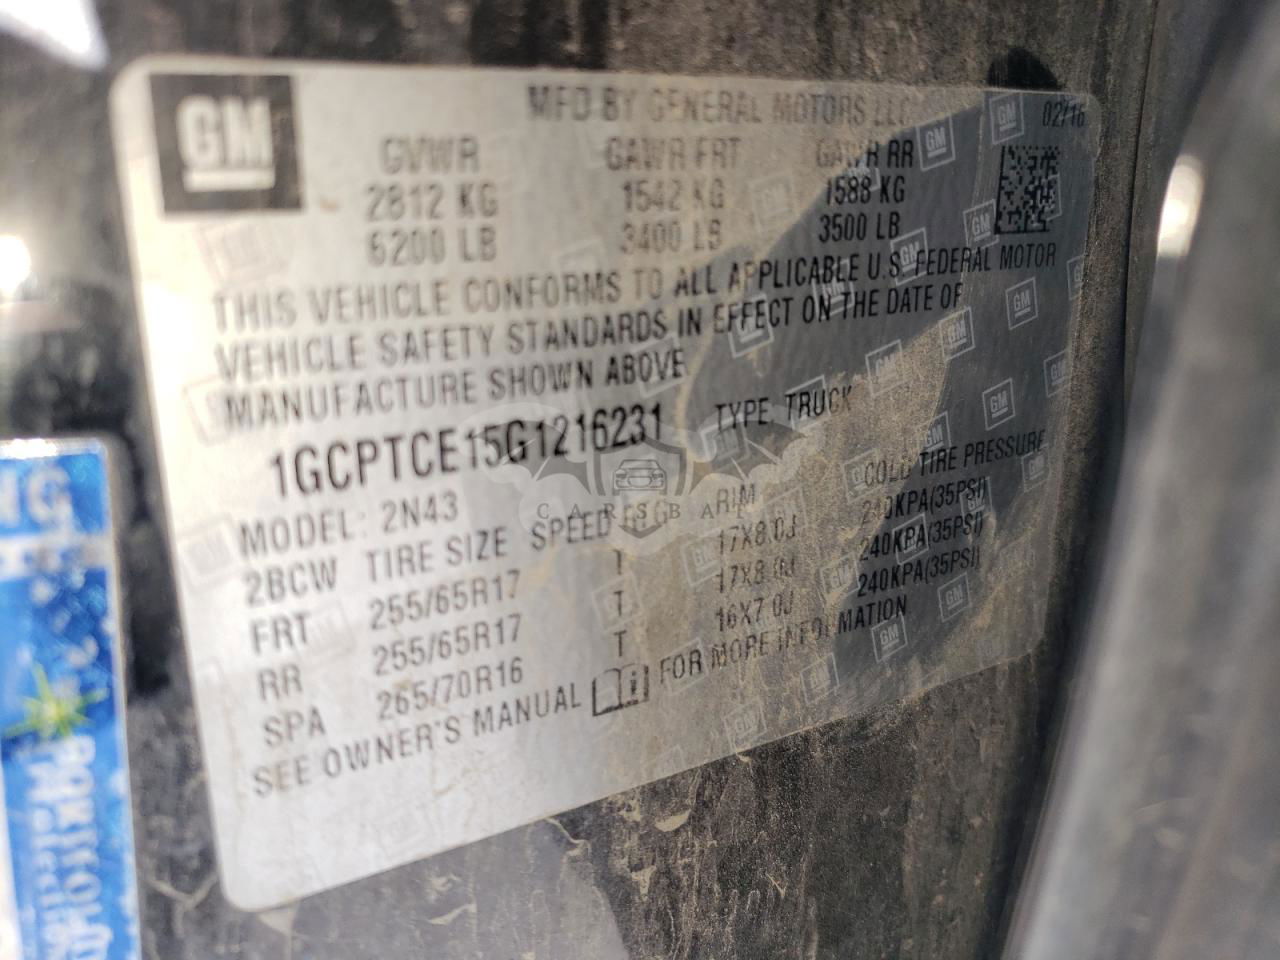 GM
MFD BY GENERAL MOTORS LLC 02/16
GVWR GAWR FRT GAWR RR
2812 KG 1542 KG 1588 KG
6200 LB 3400 LB 3500 LB
THIS VEHICLE CONFORMS TO ALL APPLICABLE U.S. FEDERAL MOTOR
VEHICLE SAFETY STANDARDS IN EFFECT ON THE DATE OF
MANUFACTURE SHOWN ABOVE
1GCPTCE15G1216231 TYPE: TRUCK
MODEL: 2N43
2BCW TIRE SIZE SPEED RIM COLD TIRE PRESSURE
FRT 255/65R17 T 17X8.0J 240KPA(35PSI)
RR 255/65R17 T 17X8.0J 240KPA(35PSI)
SPA 265/70R16 T 16X7.0J 240KPA(35PSI)
SEE OWNER'S MANUAL FOR MORE INFORMATION